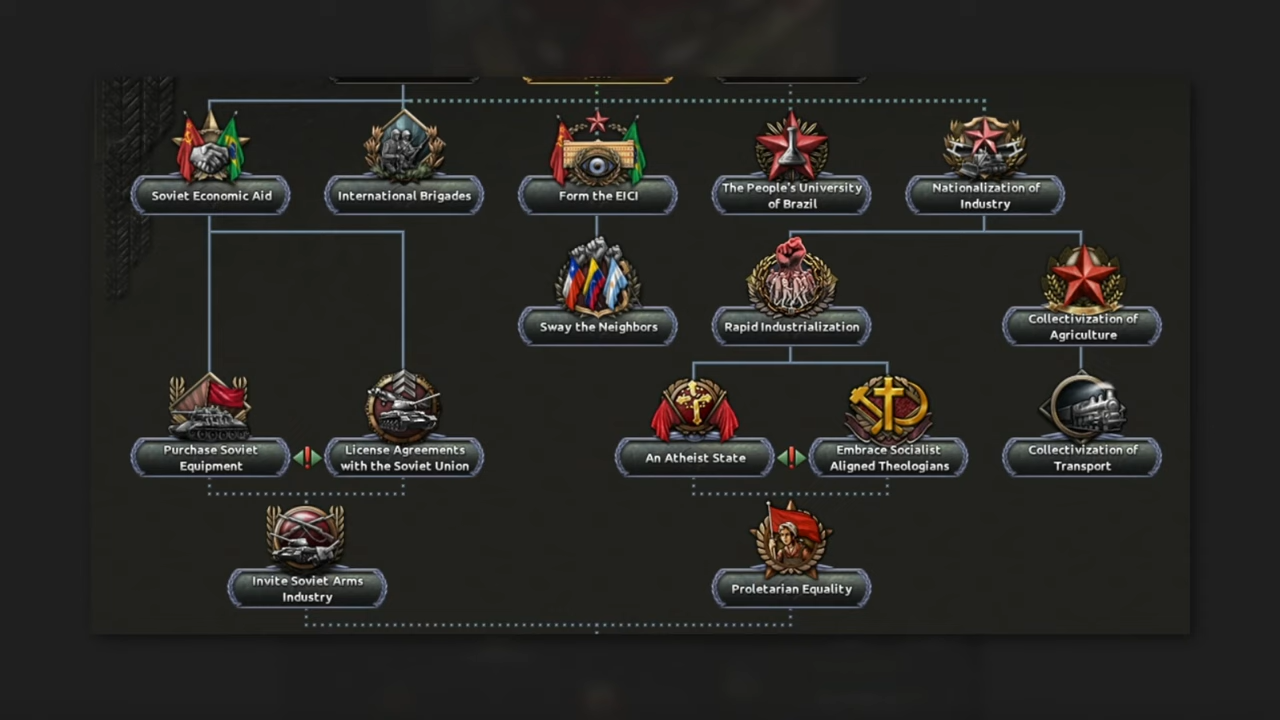 Soviet Economic Aid
International Brigades
Form the EICI
The People's University
of Brazil
Nationalization of
Industry
Sway the Neighbors
Rapid Industrialization
Collectivization of
Agriculture
Purchase Soviet
Equipment
License Agreements
with the Soviet Union
An Atheist State
Embrace Socialist
Aligned Theologians
Collectivization of
Transport
Invite Soviet Arms
Industry
Proletarian Equality